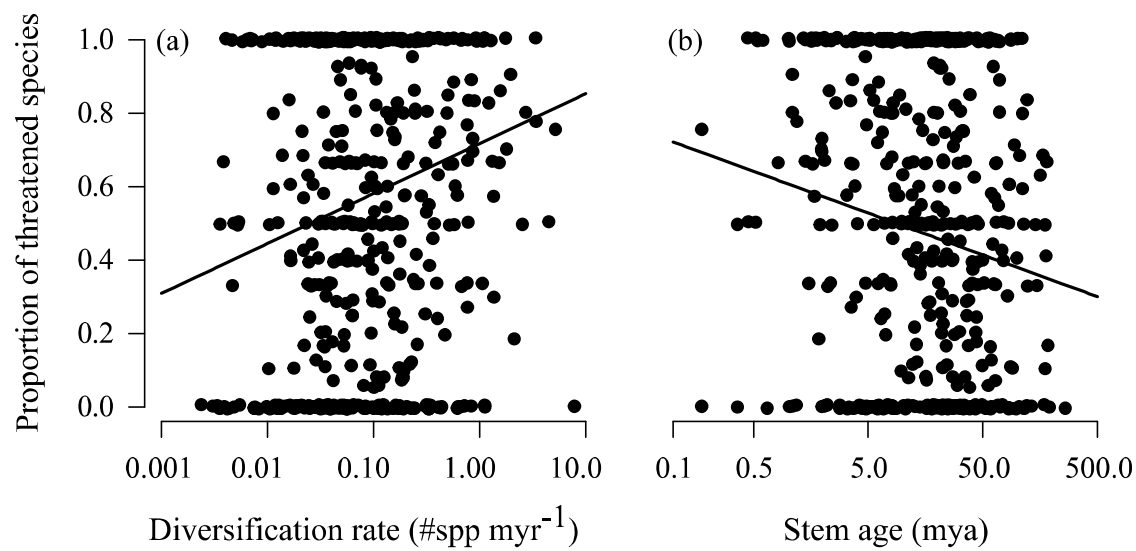 Proportion of threatened species
1.0
0.8
0.6
0.4
0.2
0.0
(a)
0.001 0.01 0.10 1.00 10.0
Diversification rate (#spp myr-1)
(b)
0.1 0.5 5.0 50.0 500.0
Stem age (mya)